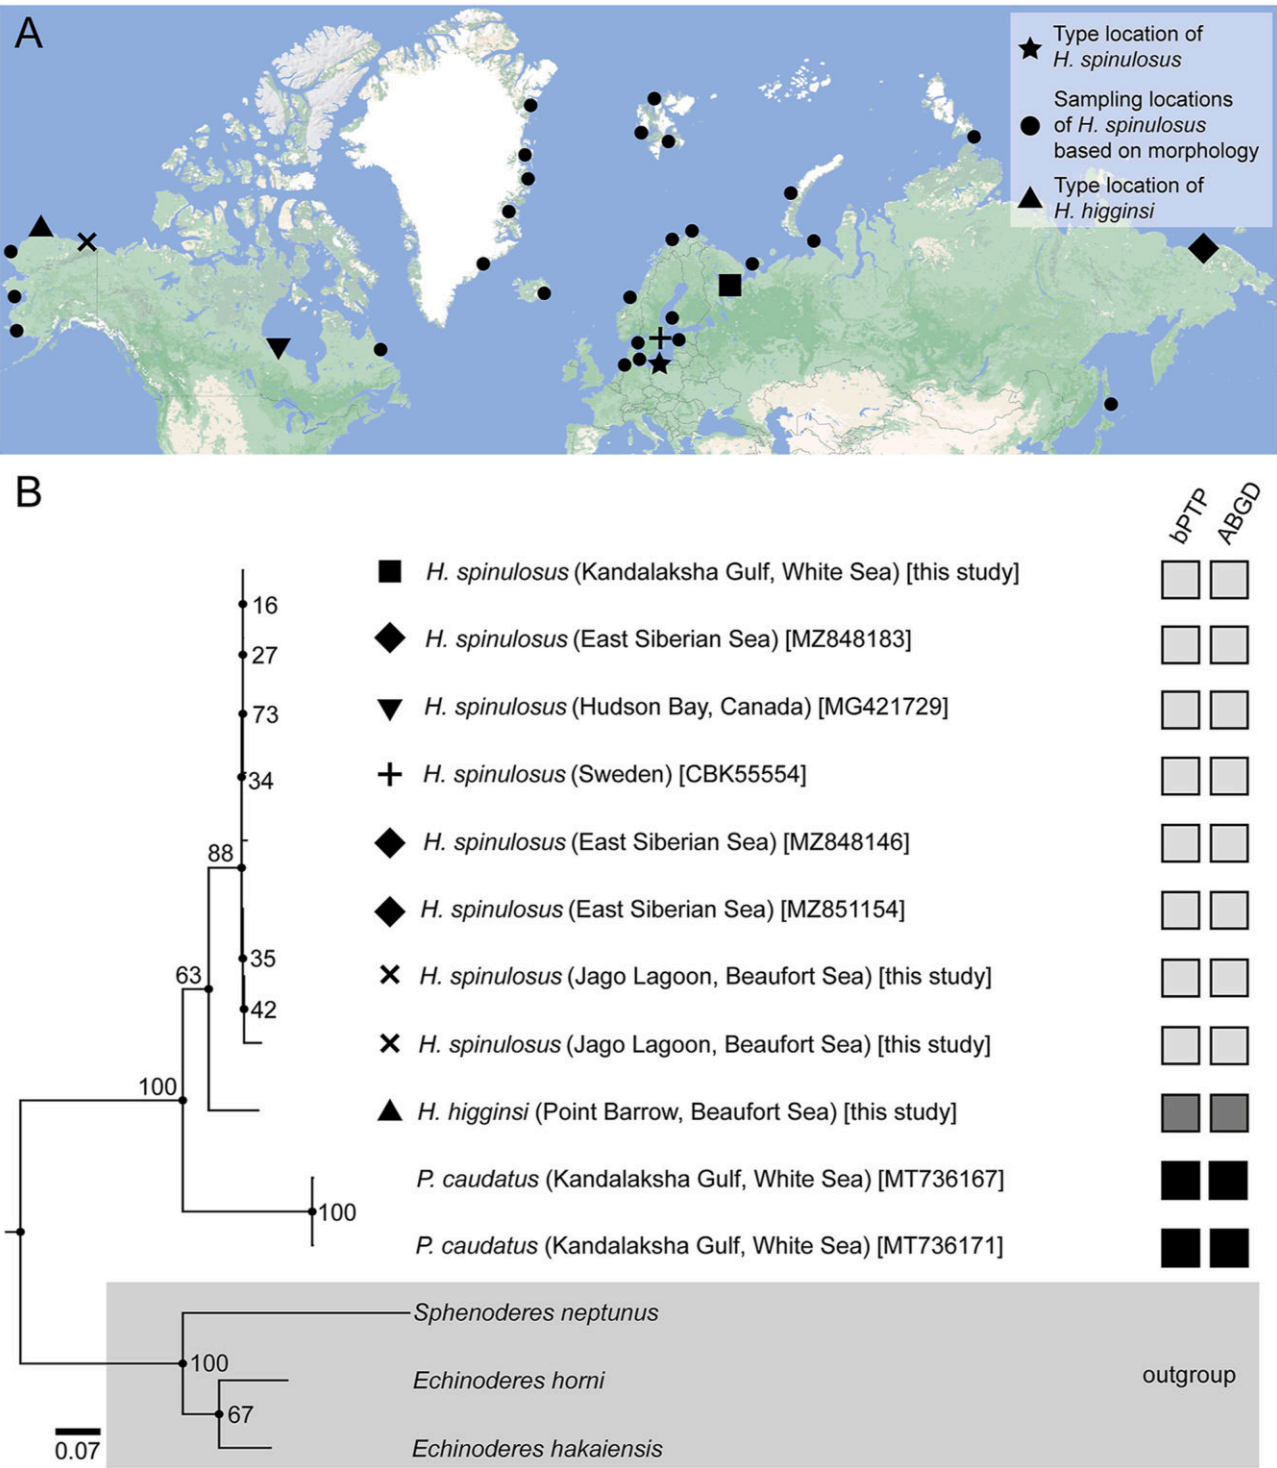 A
Type location of
H. spinulosus
Sampling locations
of H. spinulosus
based on morphology
Type location of
H. higginsi
B
bPTP
ABGD
H. spinulosus (Kandalaksha Gulf, White Sea) [this study]
16
27
H. spinulosus (East Siberian Sea) [MZ848183]
73
H. spinulosus (Hudson Bay, Canada) [MG421729]
34
H. spinulosus (Sweden) [CBK55554]
88
H. spinulosus (East Siberian Sea) [MZ848146]
H. spinulosus (East Siberian Sea) [MZ851154]
35
63
H. spinulosus (Jago Lagoon, Beaufort Sea) [this study]
42
H. spinulosus (Jago Lagoon, Beaufort Sea) [this study]
100
H. higginsi (Point Barrow, Beaufort Sea) [this study]
P. caudatus (Kandalaksha Gulf, White Sea) [MT736167]
100
P. caudatus (Kandalaksha Gulf, White Sea) [MT736171]
Sphenoderes neptunus
100
Echinoderes horni
outgroup
67
Echinoderes hakaiensis
0.07